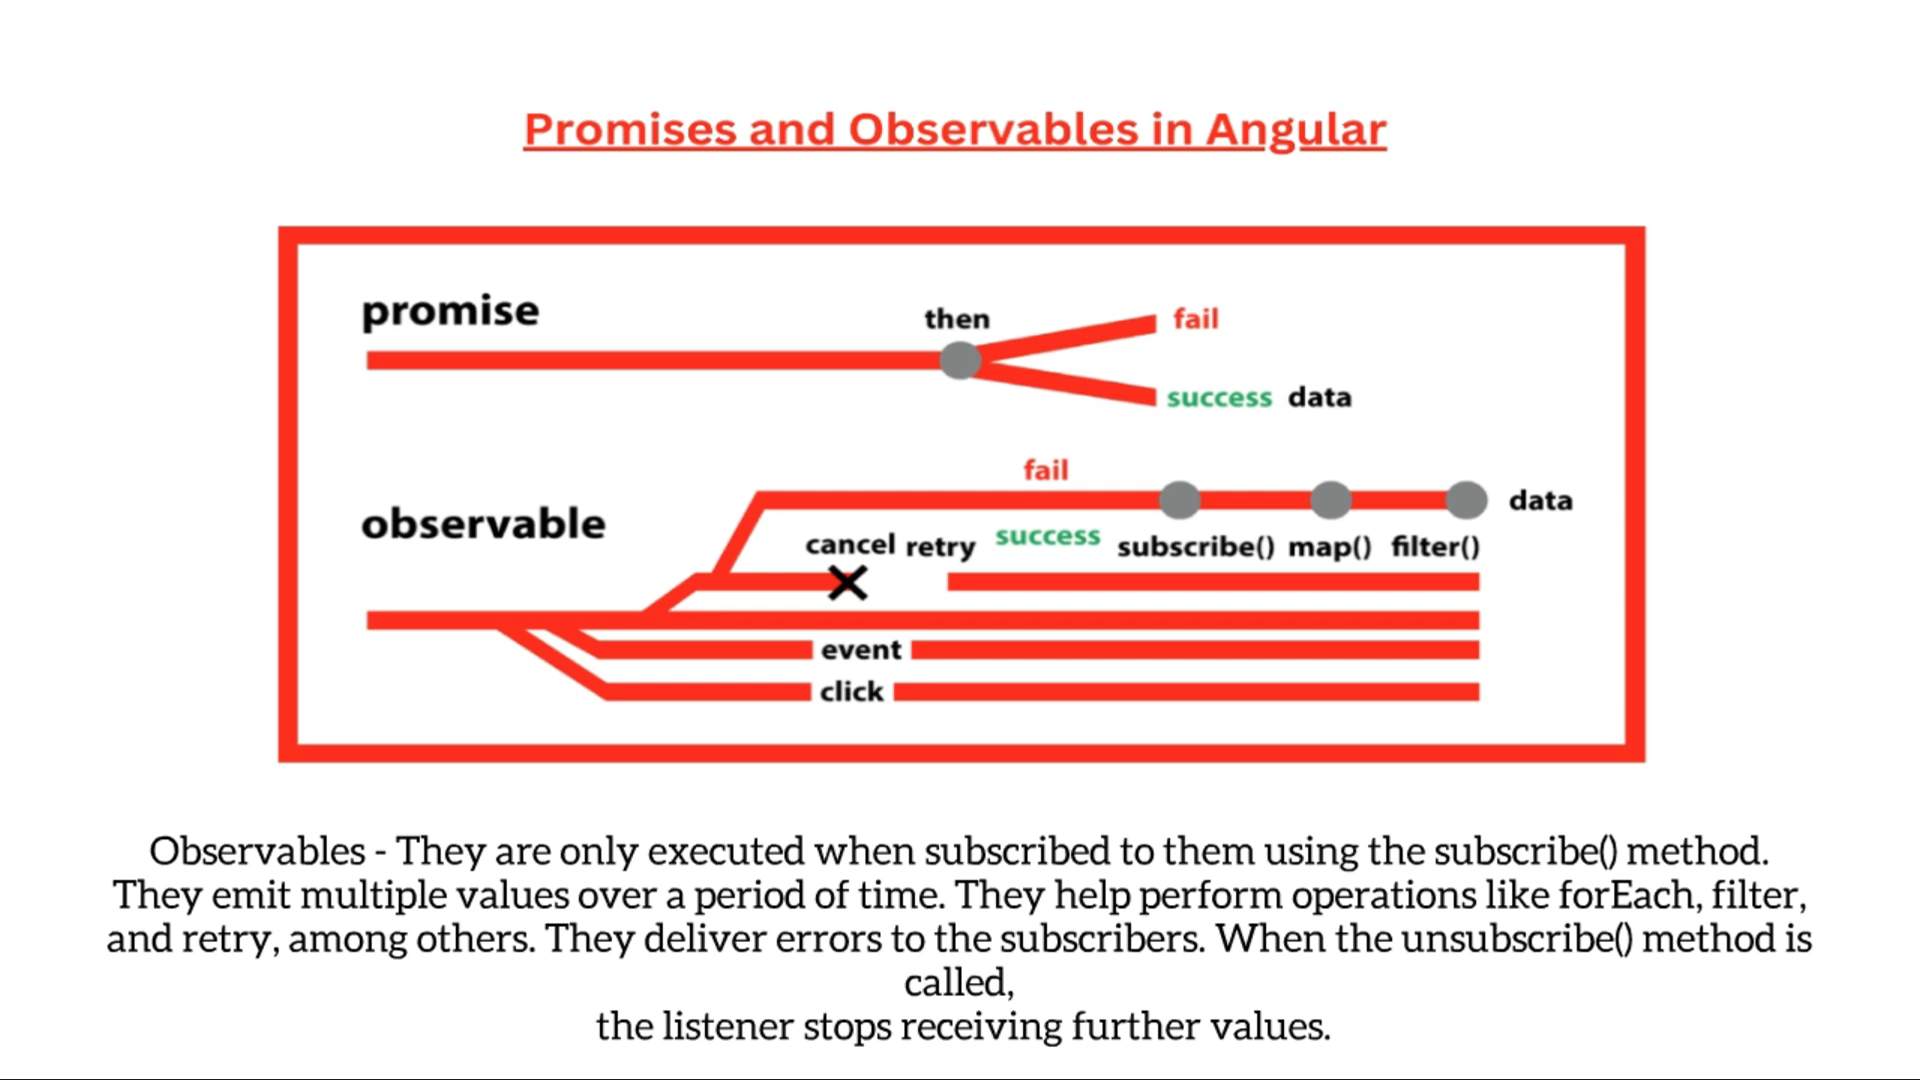 Promises and Observables in Angular
promise
then
fail
success data
fail
observable
data
cancel retry success subscribe() map() filter()
event
click
Observables - They are only executed when subscribed to them using the subscribe() method.
They emit multiple values over a period of time. They help perform operations like forEach, filter,
and retry, among others. They deliver errors to the subscribers. When the unsubscribe() method is
called,
the listener stops receiving further values.